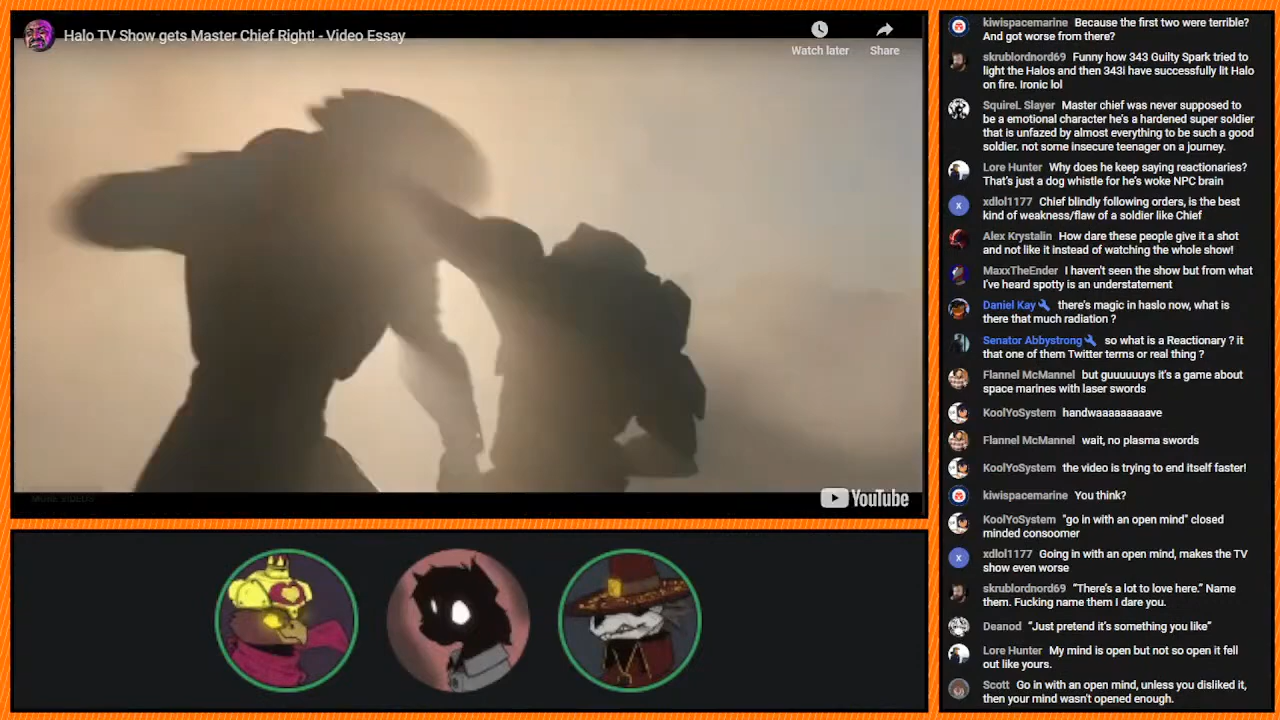 Halo TV Show gets Master Chief Right! - Video Essay
Watch later
Share
MORE VIDEOS
YouTube
kiwispacemarine Because the first two were terrible?
And got worse from there?
skrublordnord69 Funny how 343 Guilty Spark tried to
light the Halos and then 343i have successfully lit Halo
on fire. Ironic lol
SquireL Slayer Master chief was never supposed to
be a emotional character he's a hardened super soldier
that is unfazed by almost everything to be such a good
soldier. not some insecure teenager on a journey.
Lore Hunter Why does he keep saying reactionaries?
That's just a dog whistle for he's woke NPC brain
x
xdlol1177 Chief blindly following orders, is the best
kind of weakness/flaw of a soldier like Chief
Alex Krystalin How dare these people give it a shot
and not like it instead of watching the whole show!
MaxxTheEnder I haven't seen the show but from what
I've heard spotty is an understatement
Daniel Kay there's magic in haslo now, what is
there that much radiation ?
Senator Abbystrong so what is a Reactionary ? it
that one of them Twitter terms or real thing ?
Flannel McMannel but guuuuuuys it's a game about
space marines with laser swords
KoolYoSystem handwaaaaaaaave
Flannel McMannel wait, no plasma swords
KoolYoSystem the video is trying to end itself faster!
kiwispacemarine You think?
KoolYoSystem "go in with an open mind" closed
minded consoomer
x
xdlol1177 Going in with an open mind, makes the TV
show even worse
skrublordnord69 “There's a lot to love here.” Name
them. Fucking name them I dare you.
Deanod “Just pretend it's something you like”
Lore Hunter My mind is open but not so open it fell
out like yours.
Scott Go in with an open mind, unless you disliked it,
then your mind wasn't opened enough.